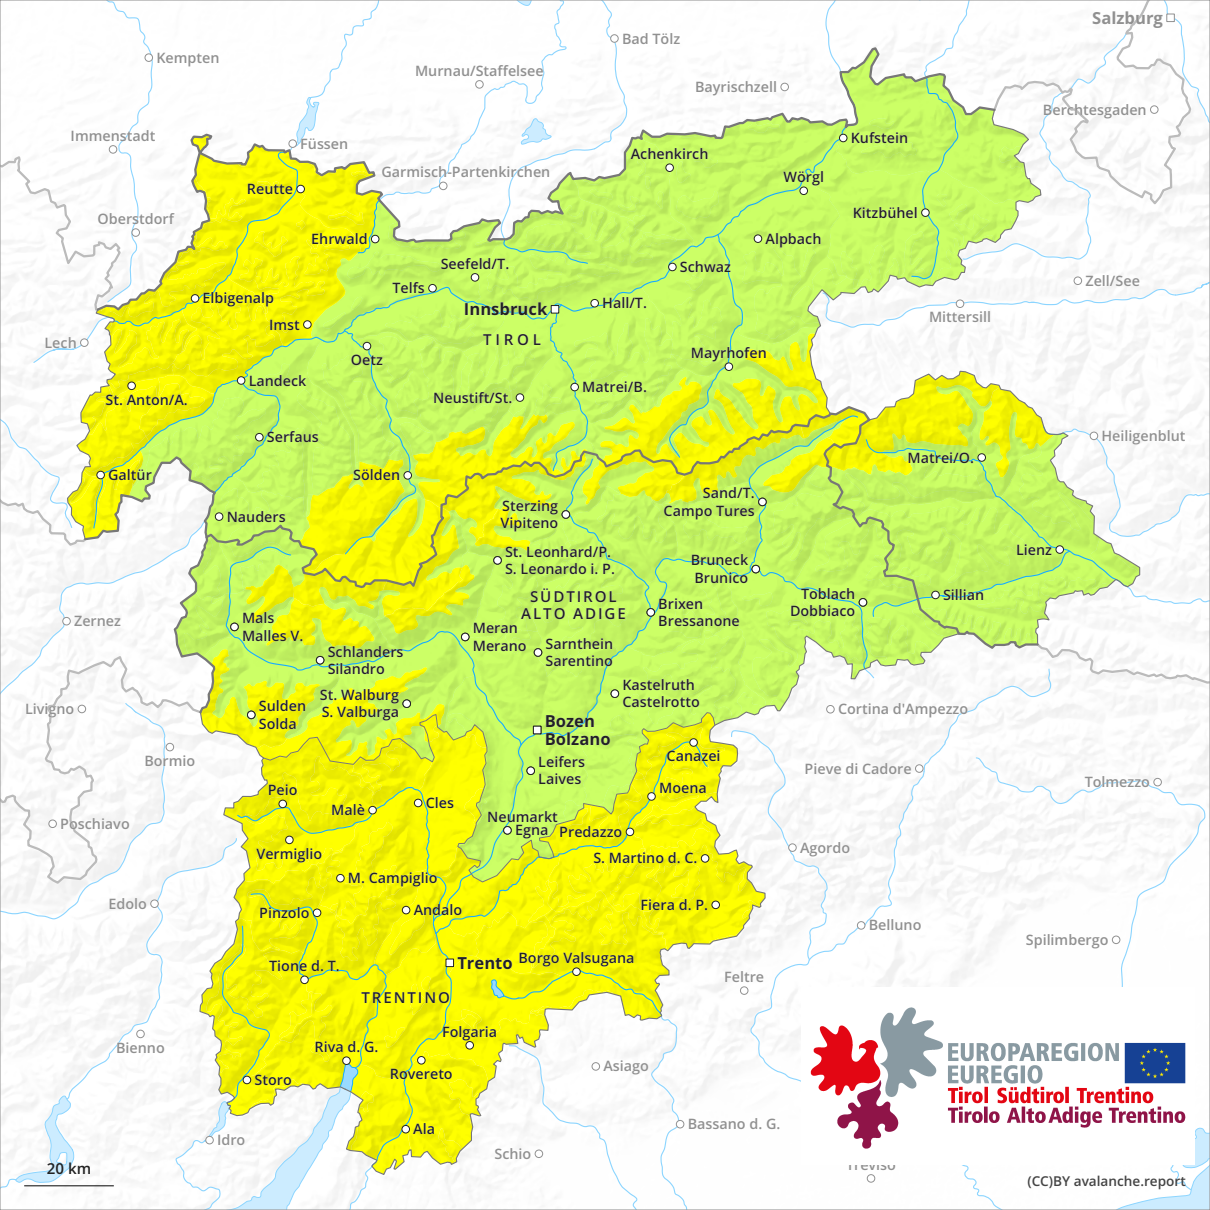 Salzburg
Bad Tölz
Kempten
Murnau/Staffelsee
Bayrischzell
Berchtesgaden
Immenstadt
Füssen
Kufstein
Achenkirch
Garmisch-Partenkirchen
Wörgl
Reutte
Oberstdorf
Kitzbühel
Ehrwald
Alpbach
Seefeld/T.
Schwaz
Zell/See
Telfs
Elbigenalp
Hall/T.
Innsbruck
Mittersill
Imst
TIROL
Lech
Oetz
Mayrhofen
Landeck
Matrei/B.
St. Anton/A.
Neustift/St.
Serfaus
Heiligenblut
Matrei/O.
Galtür
Sölden
Sand/T.
Campo Tures
Sterzing
Vipiteno
Nauders
St. Leonhard/P.
S. Leonardo i. P.
Lienz
Bruneck
Brunico
SÜDTIROL
ALTO ADIGE
Toblach
Dobbiaco
Sillian
Brixen
Bressanone
Mals
Malles V.
Zernez
Meran
Merano
Sarnthein
Sarentino
Schlanders
Silandro
Kastelruth
Castelrotto
St. Walburg
S. Valburga
Sulden
Solda
Livigno
Cortina d'Ampezzo
Bozen
Bolzano
Bormio
Canazei
Leifers
Laives
Pieve di Cadore
Tolmezzo
Peio
Moena
Malè
Cles
Neumarkt
Egna
Predazzo
Poschiavo
Vermiglio
Agordo
S. Martino d. C.
M. Campiglio
Edolo
Pinzolo
Andalo
Fiera d. P.
Belluno
Spilimbergo
Trento
Borgo Valsugana
Tione d. T.
Feltre
TRENTINO
Folgaria
Bienno
Riva d. G.
Rovereto
Asiago
Storo
EUROPAREGION
EUREGIO
Tirol Südtirol Trentino
Tirolo Alto Adige Trentino
Ala
Bassano d. G.
Idro
Schio
Treviso
20 km
(CC)BY avalanche.report